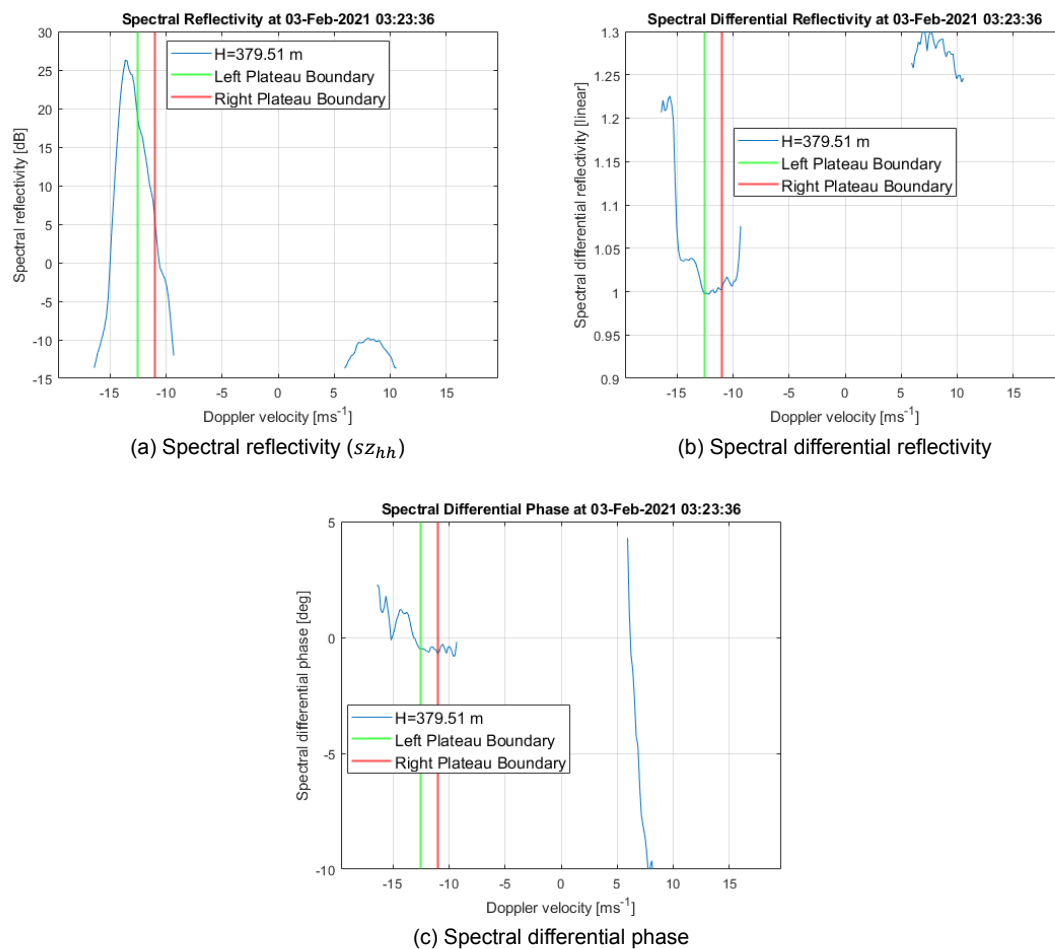 Spectral Reflectivity at 03-Feb-2021 03:23:36
30
25
20
15
10
5
0
-5
-10
-15
Spectral reflectivity [dB]
H=379.51 m
Left Plateau Boundary
Right Plateau Boundary
-15 -10 -5 0 5 10 15
Doppler velocity [ms⁻¹]
(a) Spectral reflectivity (sz_hh)
Spectral Differential Reflectivity at 03-Feb-2021 03:23:36
1.3
1.25
1.2
1.15
1.1
1.05
1
0.95
0.9
Spectral differential reflectivity [linear]
H=379.51 m
Left Plateau Boundary
Right Plateau Boundary
-15 -10 -5 0 5 10 15
Doppler velocity [ms⁻¹]
(b) Spectral differential reflectivity
Spectral Differential Phase at 03-Feb-2021 03:23:36
5
0
-5
-10
Spectral differential phase [deg]
H=379.51 m
Left Plateau Boundary
Right Plateau Boundary
-15 -10 -5 0 5 10 15
Doppler velocity [ms⁻¹]
(c) Spectral differential phase